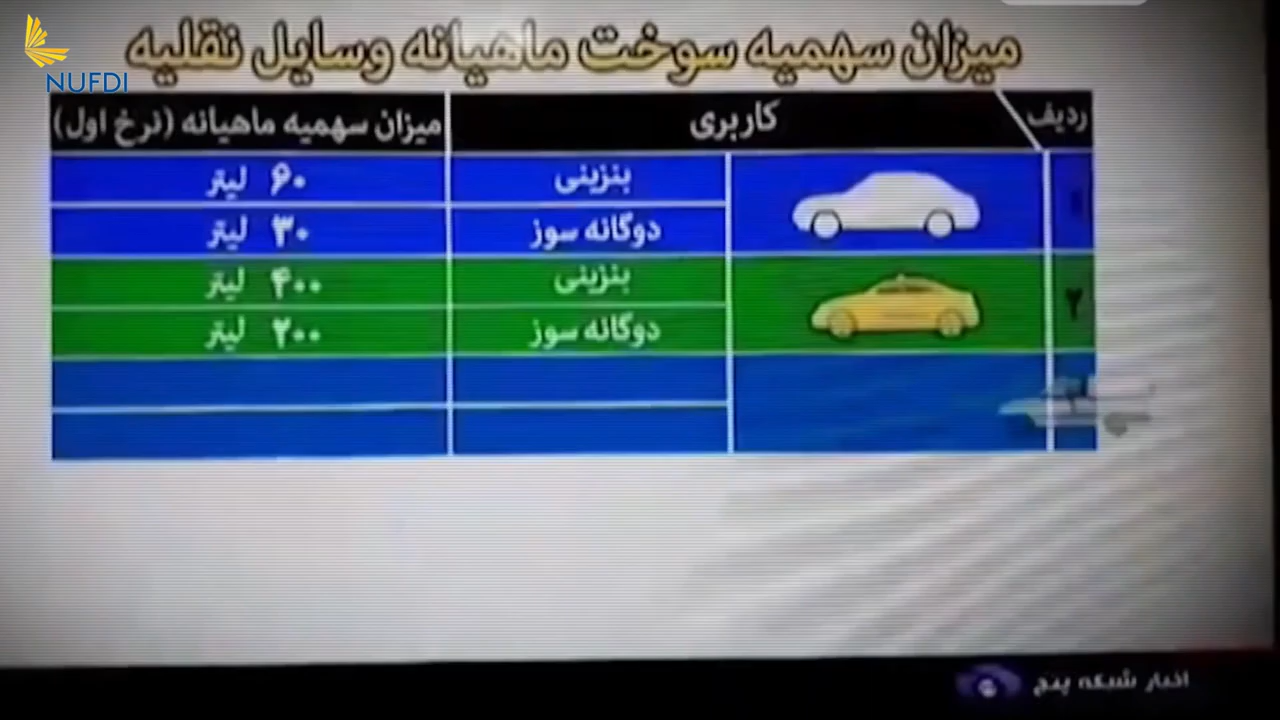 NUFDI
میزان سهمیه سوخت ماهیانه وسایل نقلیه
ردیف کاربری میزان سهمیه ماهیانه (نرخ اول)
۱
بنزینی ۶۰ لیتر
دوگانه سوز ۳۰ لیتر
۲
بنزینی ۴۰۰ لیتر
دوگانه سوز ۲۰۰ لیتر
اخبار شبکه پنج